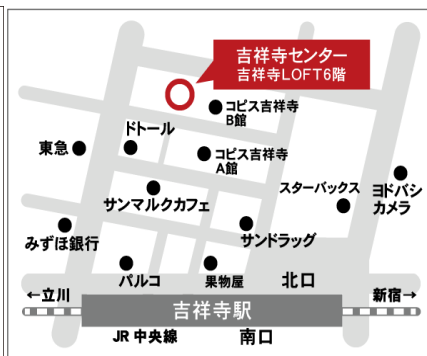 吉祥寺センター
吉祥寺LOFT6階
コピス吉祥寺
B館
ドトール
東急
コピス吉祥寺
A館
スターバックス
ヨドバシ
カメラ
サンマルクカフェ
みずほ銀行
サンドラッグ
パルコ
果物屋
北口
←立川
新宿→
吉祥寺駅
JR 中央線
南口